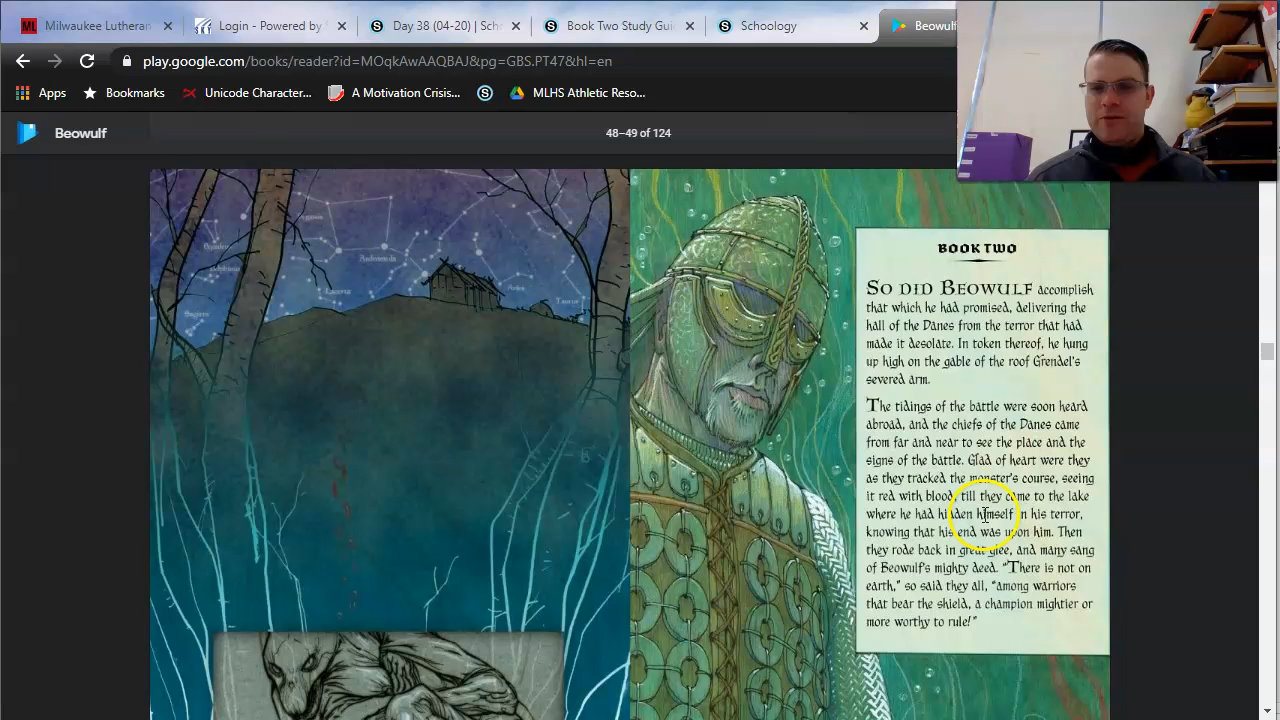 Milwaukee Lutheran
Login - Powered by
Day 38 (04-20) | Sch
Book Two Study Gui
Schoology
Beowulf
play.google.com/books/reader?id=MOqkAwAAQBAJ&pg=GBS.PT47&hl=en
Apps
Bookmarks
Unicode Character...
A Motivation Crisis...
MLHS Athletic Reso...
Beowulf
48–49 of 124
Andromeda
Lacerta
Aries
Taurus
BOOK TWO
SO DID BEOWULF accomplish
that which he had promised, delivering the
hall of the Danes from the terror that had
made it desolate. In token thereof, he hung
up high on the gable of the roof Grendel's
severed arm.
The tidings of the battle were soon heard
abroad, and the chiefs of the Danes came
from far and near to see the place and the
signs of the battle. Glad of heart were they
as they tracked the monster's course, seeing
it red with blood, till they came to the lake
where he had hidden himself in his terror,
knowing that his end was upon him. Then
they rode back in great glee, and many sang
of Beowulf's mighty deed. "There is not on
earth," so said they all, "among warriors
that bear the shield, a champion mightier or
more worthy to rule!"